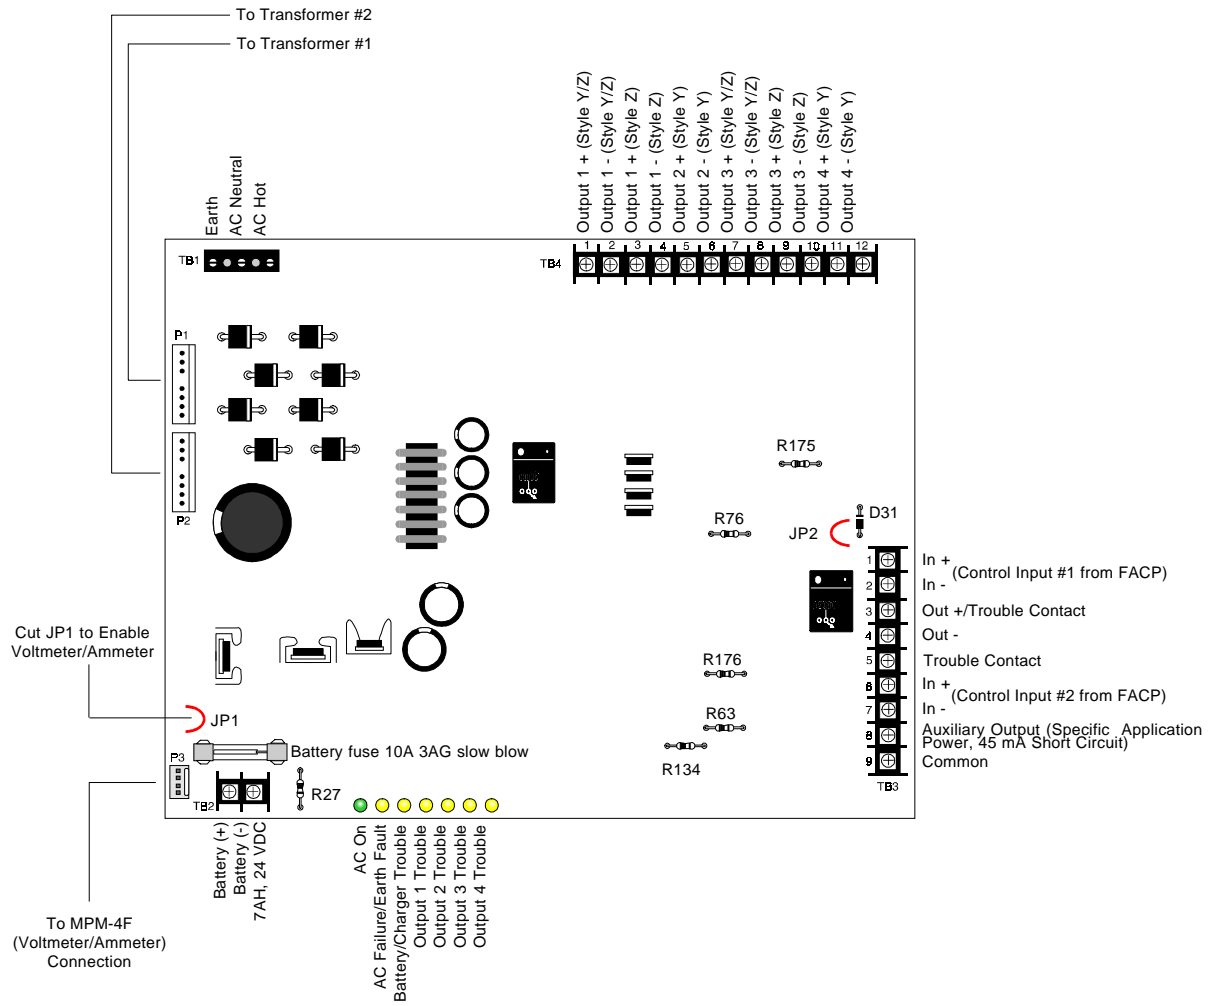 To Transformer #2
To Transformer #1
Output 1 + (Style Y/Z)
Output 1 - (Style Y/Z)
Output 1 + (Style Z)
Output 1 - (Style Z)
Output 2 + (Style Y)
Output 2 - (Style Y)
Output 3 + (Style Y/Z)
Output 3 - (Style Y/Z)
Output 3 + (Style Z)
Output 3 - (Style Z)
Output 4 + (Style Y)
Output 4 - (Style Y)
Earth
AC Neutral
AC Hot
TB1
TB4
1 2 3 4 5 6 7 8 9 10 11 12
P1
P2
R175
R76
JP2
D31
1 In +
(Control Input #1 from FACP)
2 In -
3 Out +/Trouble Contact
4 Out -
5 Trouble Contact
6 In +
(Control Input #2 from FACP)
7 In -
8 Auxiliary Output (Specific Application
Power, 45 mA Short Circuit)
9 Common
TB3
Cut JP1 to Enable
Voltmeter/Ammeter
R176
R63
R134
JP1
Battery fuse 10A 3AG slow blow
P3
TB2
R27
Battery (+)
Battery (-)
7AH, 24 VDC
AC On
AC Failure/Earth Fault
Battery/Charger Trouble
Output 1 Trouble
Output 2 Trouble
Output 3 Trouble
Output 4 Trouble
To MPM-4F
(Voltmeter/Ammeter)
Connection